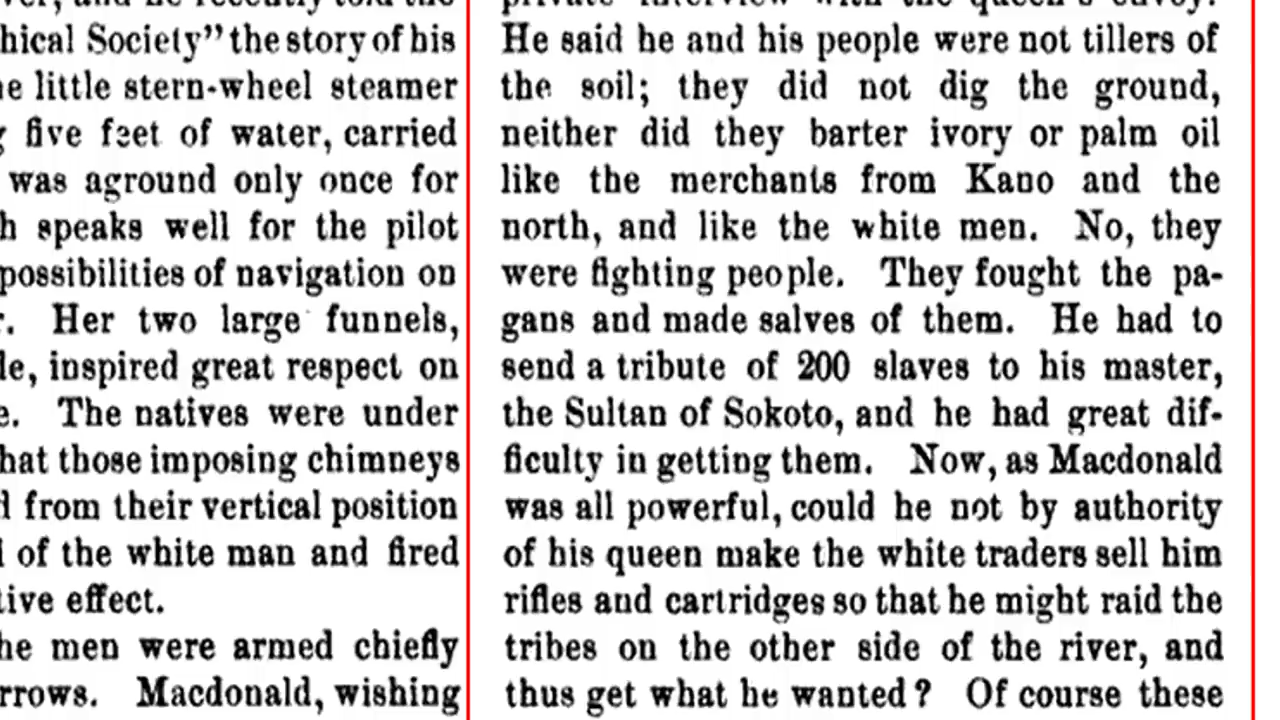 hical Society” the story of his
little stern-wheel steamer
five feet of water, carried
was aground only once for
speaks well for the pilot
possibilities of navigation on
Her two large funnels,
inspired great respect on
The natives were under
hat those imposing chimneys
from their vertical position
of the white man and fired
tive effect.
men were armed chiefly
rrows. Macdonald, wishing
private interview with the queen's envoy.
He said he and his people were not tillers of
the soil; they did not dig the ground,
neither did they barter ivory or palm oil
like the merchants from Kano and the
north, and like the white men. No, they
were fighting people. They fought the pa-
gans and made salves of them. He had to
send a tribute of 200 slaves to his master,
the Sultan of Sokoto, and he had great dif-
ficulty in getting them. Now, as Macdonald
was all powerful, could he not by authority
of his queen make the white traders sell him
rifles and cartridges so that he might raid the
tribes on the other side of the river, and
thus get what he wanted? Of course these